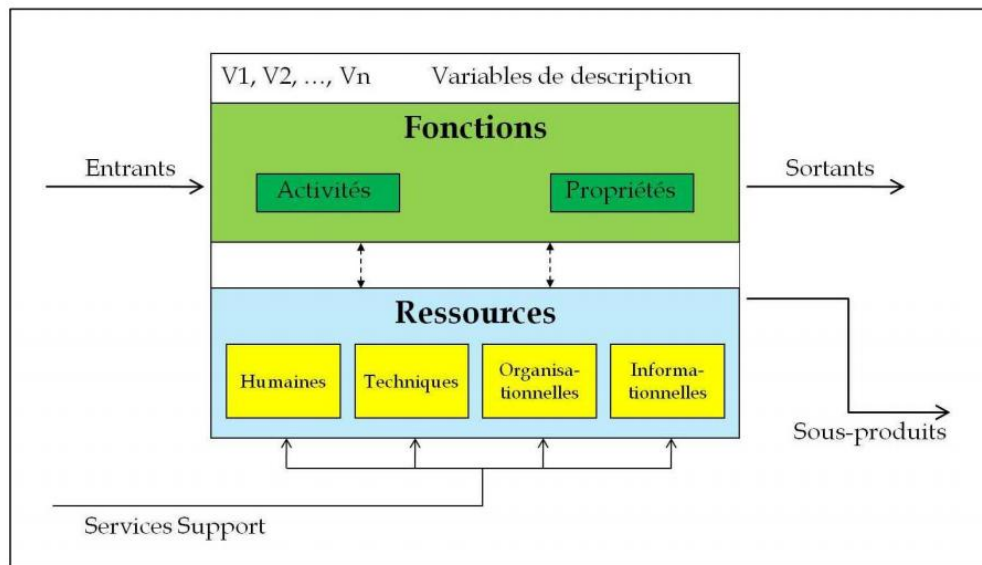 V1, V2, ..., Vn Variables de description
Fonctions
Entrants
Sortants
Activités
Propriétés
Ressources
Humaines
Techniques
Organisa-
tionnelles
Informa-
tionnelles
Sous-produits
Services Support